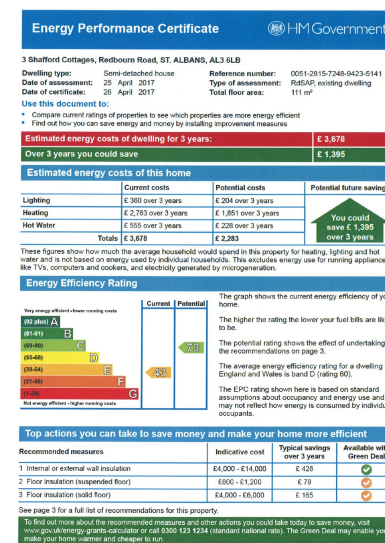 Energy Performance Certificate
HM Government
3 Shafford Cottages, Redbourn Road, ST. ALBANS, AL3 6LB
Dwelling type: Semi-detached house Reference number: 0051-2815-7248-9423-5141
Date of assessment: 25 April 2017 Type of assessment: RdSAP, existing dwelling
Date of certificate: 26 April 2017 Total floor area: 111 m²
Use this document to:
• Compare current ratings of properties to see which properties are more energy efficient
• Find out how you can save energy and money by installing improvement measures
Estimated energy costs of dwelling for 3 years: £ 3,678
Over 3 years you could save £ 1,395
Estimated energy costs of this home
Current costs Potential costs Potential future saving
Lighting £ 360 over 3 years £ 204 over 3 years
Heating £ 2,763 over 3 years £ 1,851 over 3 years
Hot Water £ 555 over 3 years £ 228 over 3 years
Totals £ 3,678 £ 2,283
You could
save £ 1,395
over 3 years
These figures show how much the average household would spend in this property for heating, lighting and hot
water and is not based on energy used by individual households. This excludes energy use for running appliance
like TVs, computers and cookers, and electricity generated by microgeneration.
Energy Efficiency Rating
Current Potential
Very energy efficient - lower running costs
(92 plus) A
(81-91) B
(69-80) C
(55-68) D
(39-54) E
(21-38) F
(1-20) G
Not energy efficient - higher running costs
43
73
The graph shows the current energy efficiency of yo
home.
The higher the rating the lower your fuel bills are lik
to be.
The potential rating shows the effect of undertaking
the recommendations on page 3.
The average energy efficiency rating for a dwelling
England and Wales is band D (rating 60).
The EPC rating shown here is based on standard
assumptions about occupancy and energy use and
may not reflect how energy is consumed by individu
occupants.
Top actions you can take to save money and make your home more efficient
Recommended measures Indicative cost Typical savings over 3 years Available wit Green Deal
1 Internal or external wall insulation £4,000 - £14,000 £ 426
2 Floor insulation (suspended floor) £800 - £1,200 £ 78
3 Floor insulation (solid floor) £4,000 - £6,000 £ 165
See page 3 for a full list of recommendations for this property.
To find out more about the recommended measures and other actions you could take today to save money, visit
www.gov.uk/energy-grants-calculator or call 0300 123 1234 (standard national rate). The Green Deal may enable you
make your home warmer and cheaper to run.